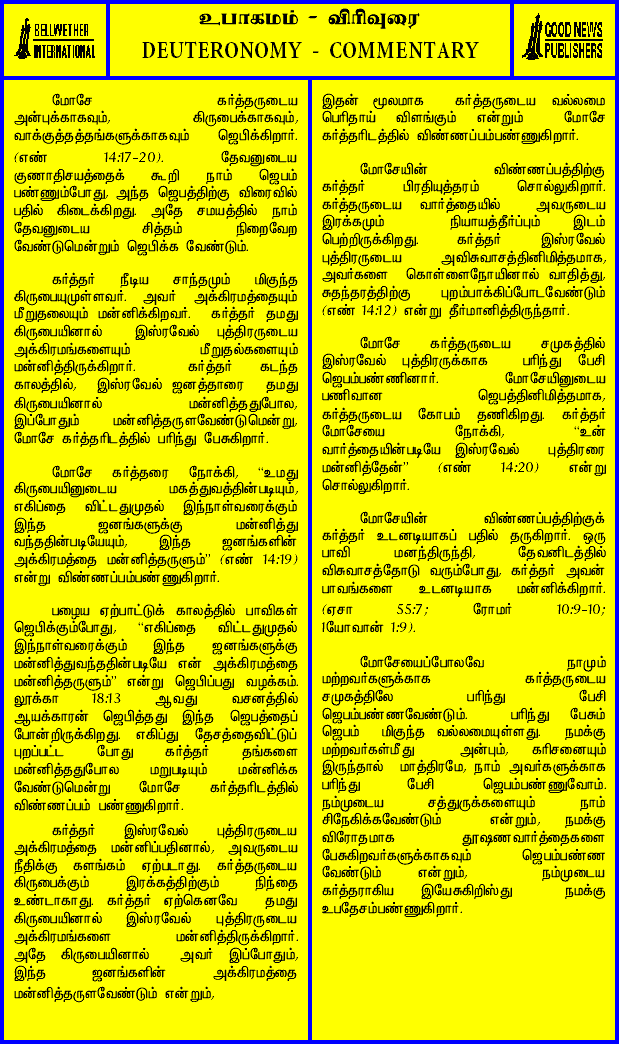 BELLWETHER
INTERNATIONAL
உபாகமம் - விரிவுரை
DEUTERONOMY - COMMENTARY
GOOD NEWS
PUBLISHERS
மோசே கர்த்தருடைய
அன்புக்காகவும், கிருபைக்காகவும்,
வாக்குத்தத்தங்களுக்காகவும் ஜெபிக்கிறார்.
(எண் 14:17-20). தேவனுடைய
குணாதிசயத்தைக் கூறி நாம் ஜெபம்
பண்ணும்போது, அந்த ஜெபத்திற்கு விரைவில்
பதில் கிடைக்கிறது. அதே சமயத்தில் நாம்
தேவனுடைய சித்தம் நிறைவேற
வேண்டுமென்றும் ஜெபிக்க வேண்டும்.
கர்த்தர் நீடிய சாந்தமும் மிகுந்த
கிருபையுமுள்ளவர். அவர் அக்கிரமத்தையும்
மீறுதலையும் மன்னிக்கிறவர். கர்த்தர் தமது
கிருபையினால் இஸ்ரவேல் புத்திரருடைய
அக்கிரமங்களையும் மீறுதல்களையும்
மன்னித்திருக்கிறார். கர்த்தர் கடந்த
காலத்தில், இஸ்ரவேல் ஜனத்தாரை தமது
கிருபையினால் மன்னித்ததுபோல,
இப்போதும் மன்னித்தருளவேண்டுமென்று,
மோசே கர்த்தரிடத்தில் பரிந்து பேசுகிறார்.
மோசே கர்த்தரை நோக்கி, "உமது
கிருபையினுடைய மகத்துவத்தின்படியும்,
எகிப்தை விட்டதுமுதல் இந்நாள்வரைக்கும்
இந்த ஜனங்களுக்கு மன்னித்து
வந்ததின்படியேயும், இந்த ஜனங்களின்
அக்கிரமத்தை மன்னித்தருளும்" (எண் 14:19)
என்று விண்ணப்பம்பண்ணுகிறார்.
பழைய ஏற்பாட்டுக் காலத்தில் பாவிகள்
ஜெபிக்கும்போது, "எகிப்தை விட்டதுமுதல்
இந்நாள்வரைக்கும் இந்த ஜனங்களுக்கு
மன்னித்துவந்ததின்படியே என் அக்கிரமத்தை
மன்னித்தருளும்" என்று ஜெபிப்பது வழக்கம்.
லூக்கா 18:13 ஆவது வசனத்தில்
ஆயக்காரன் ஜெபித்தது இந்த ஜெபத்தைப்
போன்றிருக்கிறது. எகிப்து தேசத்தைவிட்டுப்
புறப்பட்ட போது கர்த்தர் தங்களை
மன்னித்ததுபோல மறுபடியும் மன்னிக்க
வேண்டுமென்று மோசே கர்த்தரிடத்தில்
விண்ணப்பம் பண்ணுகிறார்.
கர்த்தர் இஸ்ரவேல் புத்திரருடைய
அக்கிரமத்தை மன்னிப்பதினால், அவருடைய
நீதிக்கு களங்கம் ஏற்படாது. கர்த்தருடைய
கிருபைக்கும் இரக்கத்திற்கும் நிந்தை
உண்டாகாது. கர்த்தர் ஏற்கெனவே தமது
கிருபையினால் இஸ்ரவேல் புத்திரருடைய
அக்கிரமங்களை மன்னித்திருக்கிறார்.
அதே கிருபையினால் அவர் இப்போதும்,
இந்த ஜனங்களின் அக்கிரமத்தை
மன்னித்தருளவேண்டும் என்றும்,
இதன் மூலமாக கர்த்தருடைய வல்லமை
பெரிதாய் விளங்கும் என்றும் மோசே
கர்த்தரிடத்தில் விண்ணப்பம்பண்ணுகிறார்.
மோசேயின் விண்ணப்பத்திற்கு
கர்த்தர் பிரதியுத்தரம் சொல்லுகிறார்.
கர்த்தருடைய வார்த்தையில் அவருடைய
இரக்கமும் நியாயத்தீர்ப்பும் இடம்
பெற்றிருக்கிறது. கர்த்தர் இஸ்ரவேல்
புத்திரருடைய அவிசுவாசத்தினிமித்தமாக,
அவர்களை கொள்ளைநோயினால் வாதித்து,
சுதந்தரத்திற்கு புறம்பாக்கிப்போடவேண்டும்
(எண் 14:12) என்று தீர்மானித்திருந்தார்.
மோசே கர்த்தருடைய சமுகத்தில்
இஸ்ரவேல் புத்திரருக்காக பரிந்து பேசி
ஜெபம்பண்ணினார். மோசேயினுடைய
பணிவான ஜெபத்தினிமித்தமாக,
கர்த்தருடைய கோபம் தணிகிறது. கர்த்தர்
மோசேயை நோக்கி, "உன்
வார்த்தையின்படியே இஸ்ரவேல் புத்திரரை
மன்னித்தேன்" (எண் 14:20) என்று
சொல்லுகிறார்.
மோசேயின் விண்ணப்பத்திற்குக்
கர்த்தர் உடனடியாகப் பதில் தருகிறார். ஒரு
பாவி மனந்திருந்தி, தேவனிடத்தில்
விசுவாசத்தோடு வரும்போது, கர்த்தர் அவன்
பாவங்களை உடனடியாக மன்னிக்கிறார்.
(ஏசா 55:7; ரோமர் 10:9-10;
1யோவான் 1:9).
மோசேயைப்போலவே நாமும்
மற்றவர்களுக்காக கர்த்தருடைய
சமுகத்திலே பரிந்து பேசி
ஜெபம்பண்ணவேண்டும். பரிந்து பேசும்
ஜெபம் மிகுந்த வல்லமையுள்ளது. நமக்கு
மற்றவர்கள்மீது அன்பும், கரிசனையும்
இருந்தால் மாத்திரமே, நாம் அவர்களுக்காக
பரிந்து பேசி ஜெபம்பண்ணுவோம்.
நம்முடைய சத்துருக்களையும் நாம்
சிநேகிக்கவேண்டும் என்றும், நமக்கு
விரோதமாக தூஷணவார்த்தைகளை
பேசுகிறவர்களுக்காகவும் ஜெபம்பண்ண
வேண்டும் என்றும், நம்முடைய
கர்த்தராகிய இயேசுகிறிஸ்து நமக்கு
உபதேசம்பண்ணுகிறார்.